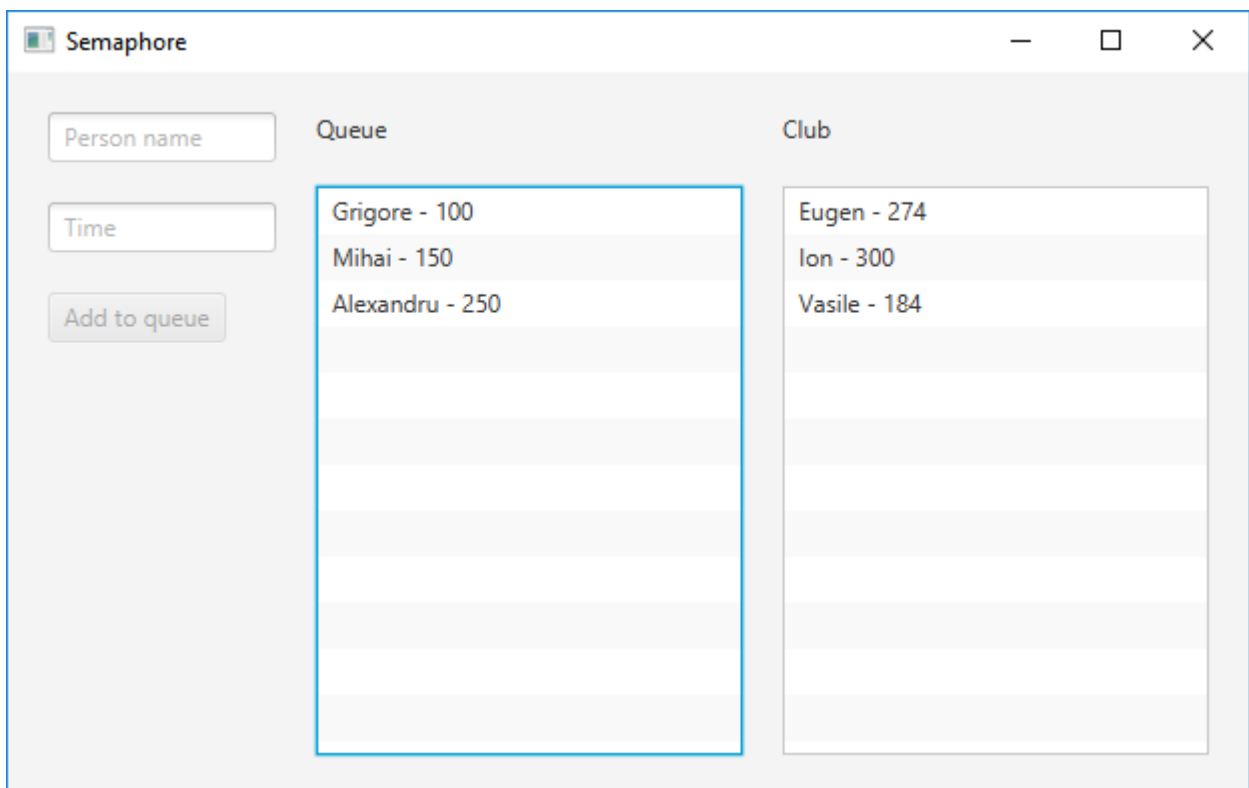 Semaphore
Person name
Time
Add to queue
Queue
Grigore - 100
Mihai - 150
Alexandru - 250
Club
Eugen - 274
Ion - 300
Vasile - 184